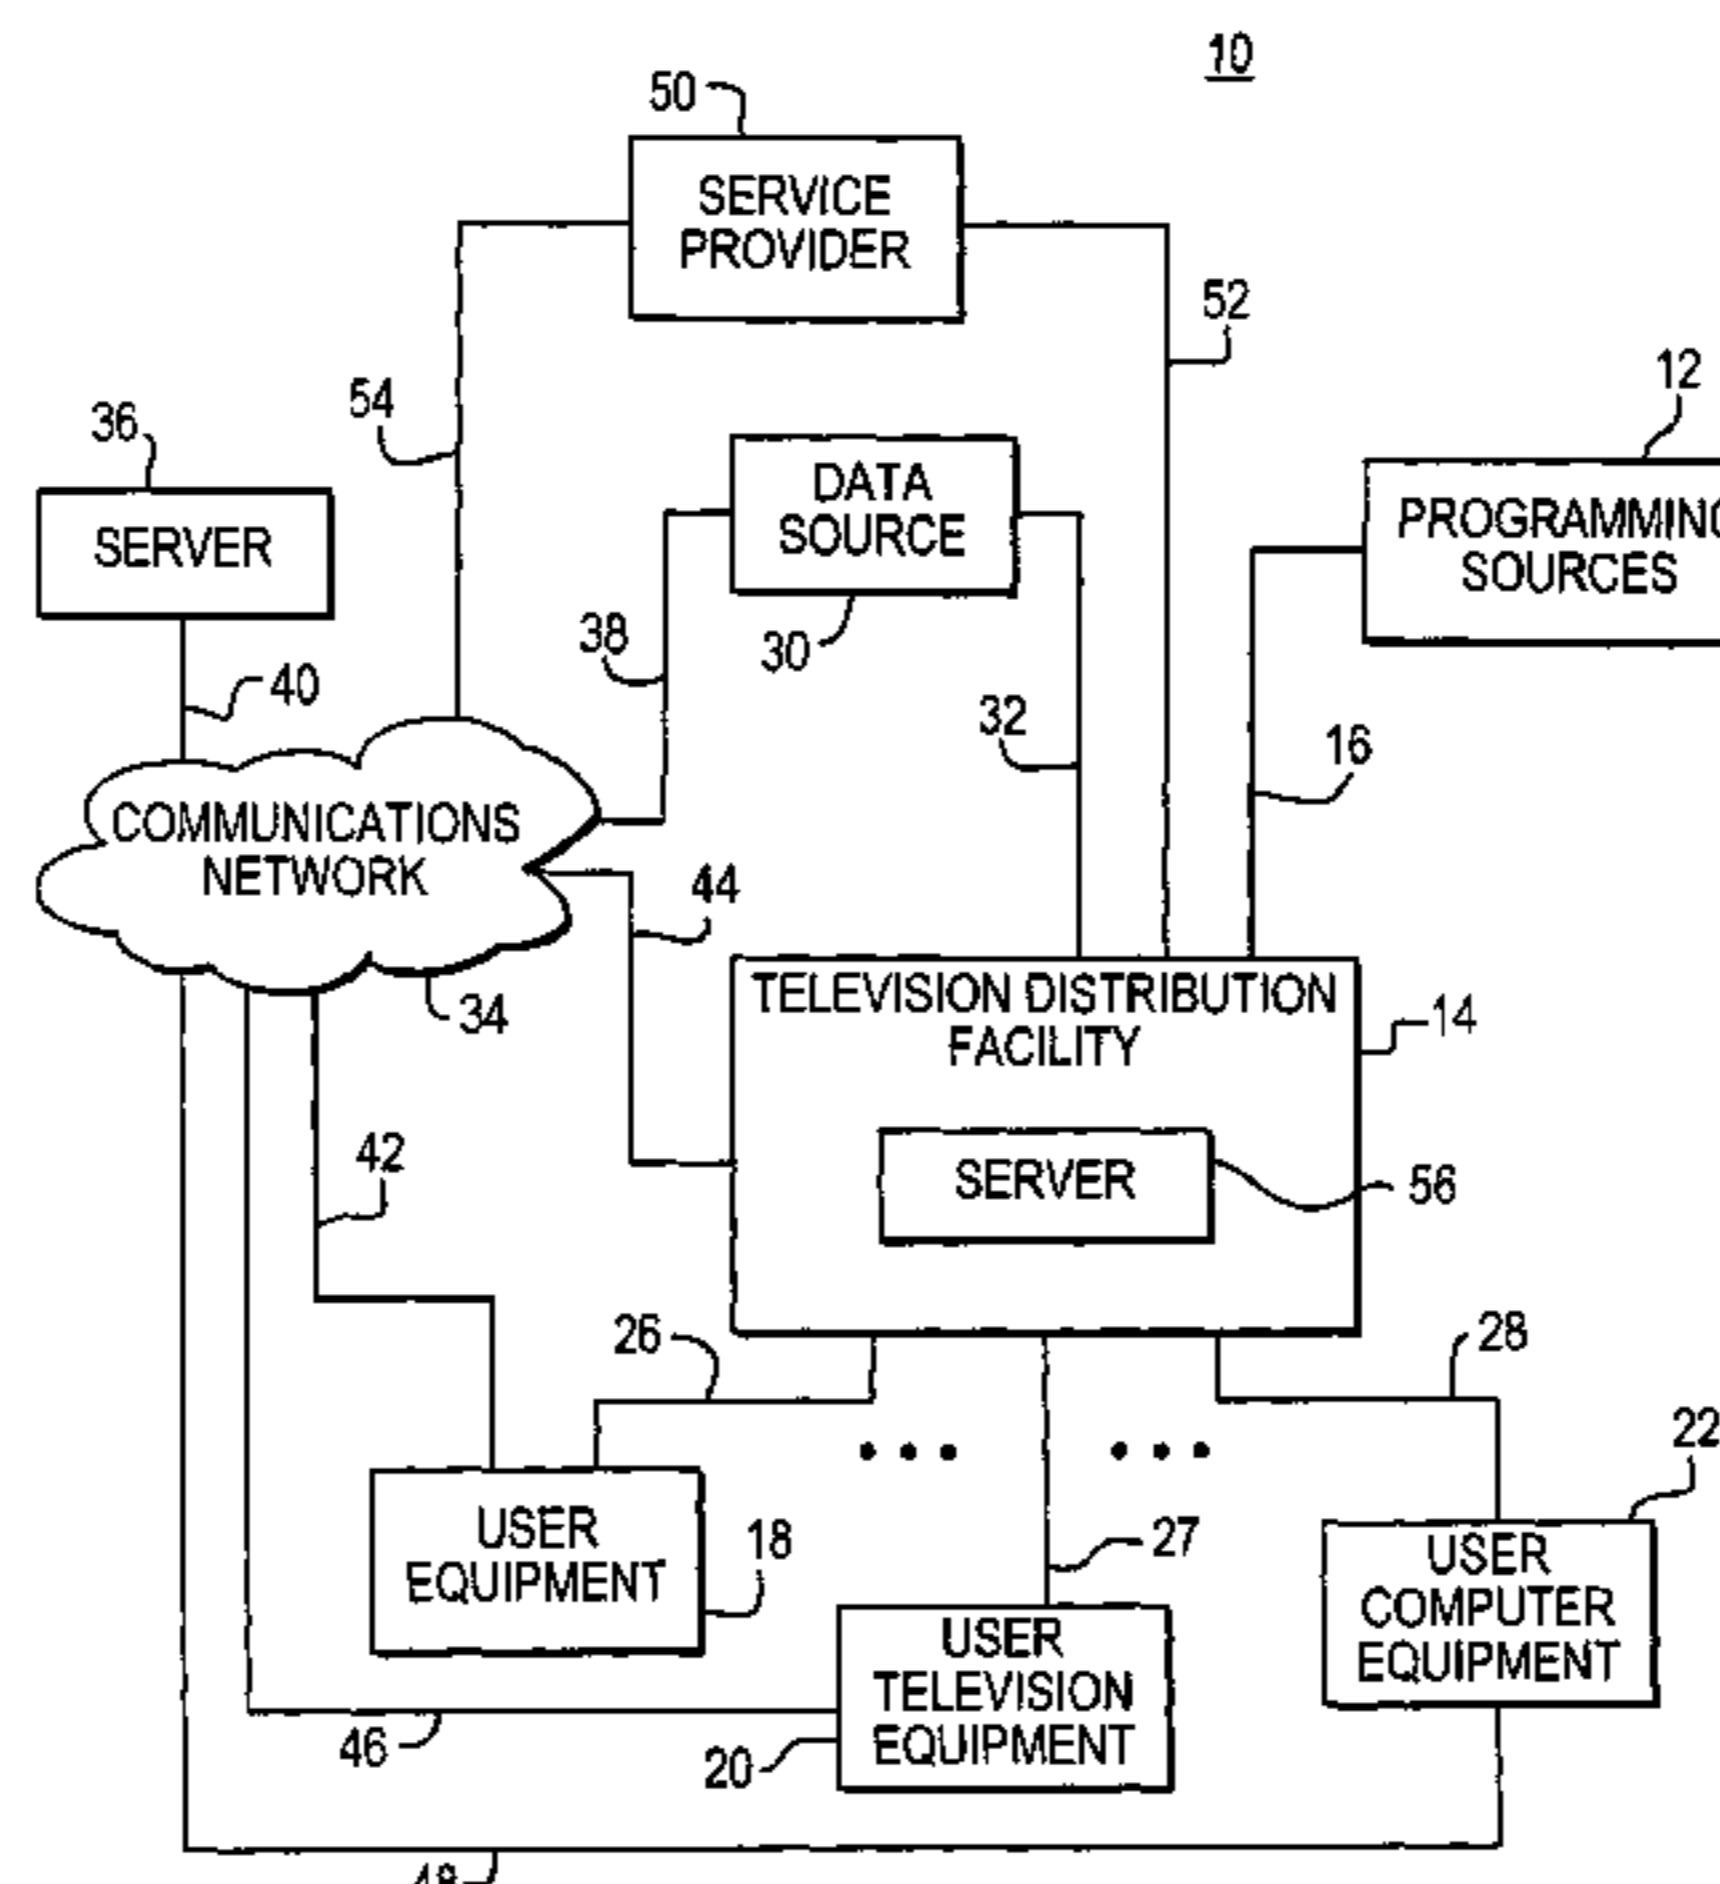 10
50
SERVICE
PROVIDER
52
12
54
36
DATA
SOURCE
PROGRAMMING
SOURCES
SERVER
38
30
40
32
16
COMMUNICATIONS
NETWORK
44
34
TELEVISION DISTRIBUTION
FACILITY
14
42
SERVER
56
26
28
22
USER
EQUIPMENT
18
27
USER
COMPUTER
EQUIPMENT
USER
TELEVISION
EQUIPMENT
46
20
48